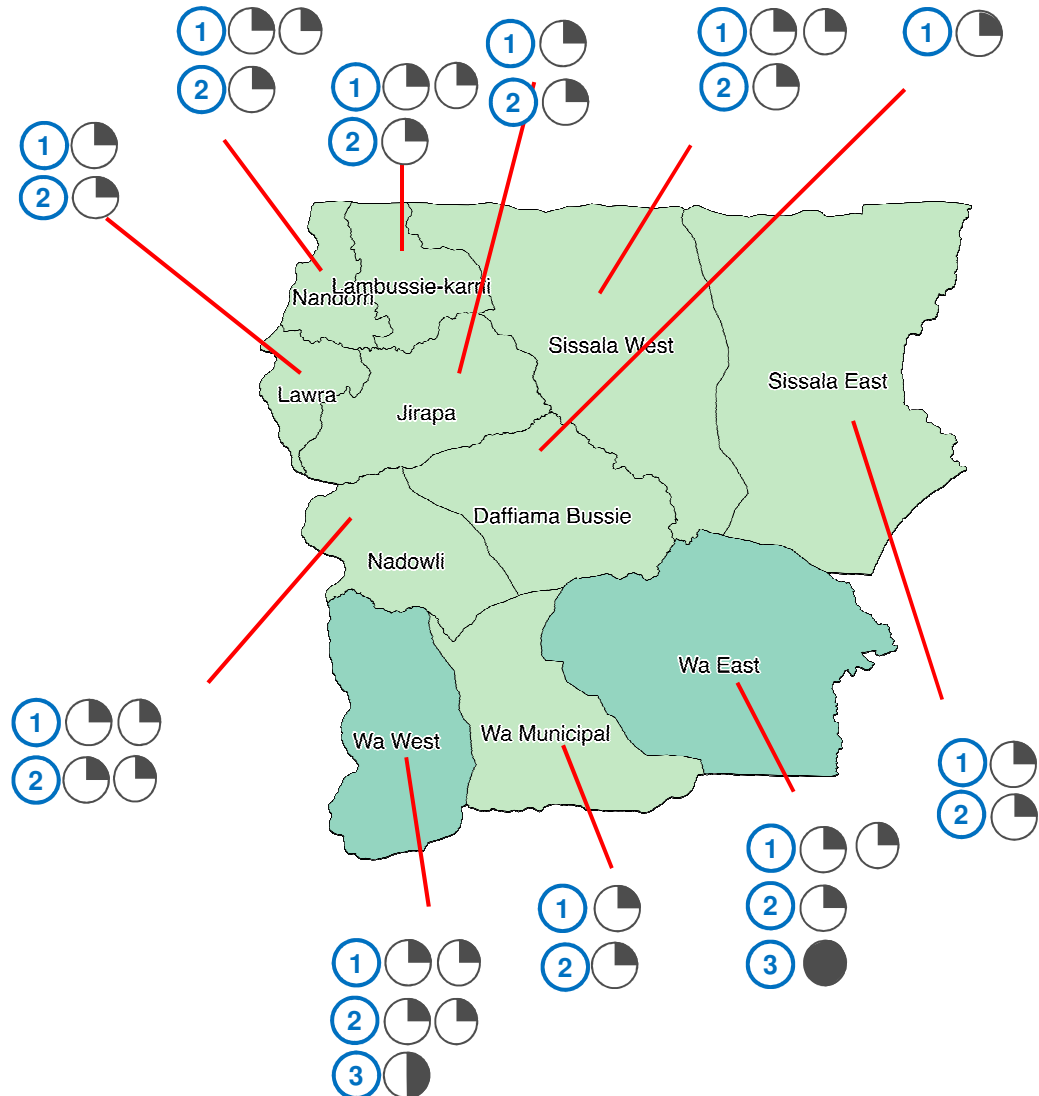 1
1
1
1
1
2
2
2
2
1
2
Lambussie-karni
Nandom
Sissala West
Sissala East
Lawra
Jirapa
Daffiama Bussie
Nadowli
Wa East
1
Wa Municipal
Wa West
2
1
2
1
1
2
2
3
1
2
3